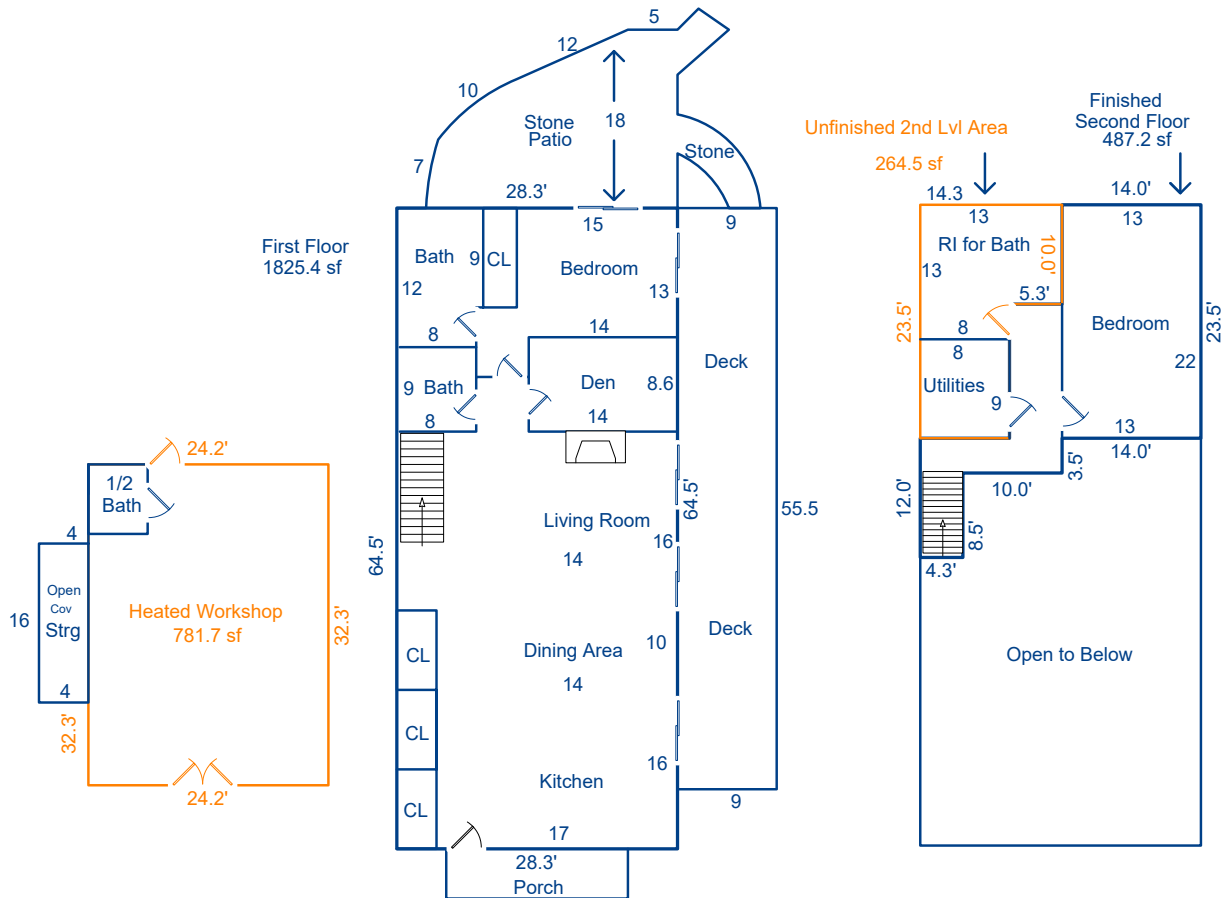 5
12
10
18
Stone
Patio
Stone
7
28.3'
15
9
First Floor
1825.4 sf
Bath
9
CL
Bedroom
12
13
8
14
9
Bath
Den
8.6
Deck
8
14
64.5'
Living Room
16
14
64.5'
55.5
CL
Dining Area
10
Deck
14
CL
16
Kitchen
CL
17
9
28.3'
Porch
24.2'
1/2
Bath
4
Open
Cov
Strg
16
Heated Workshop
781.7 sf
32.3'
4
32.3'
24.2'
Unfinished 2nd Lvl Area
264.5 sf
Finished
Second Floor
487.2 sf
14.3
14.0'
13
13
RI for Bath
10.0'
13
5.3'
23.5'
8
Bedroom
23.5'
8
22
Utilities
9
13
14.0'
3.5'
12.0'
10.0'
8.5'
4.3'
Open to Below